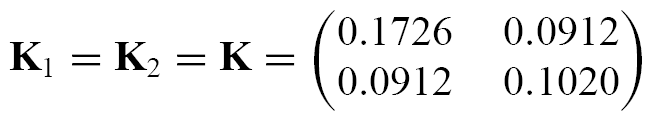 K₁ = K₂ = K = (0.1726 0.0912
0.0912 0.1020)